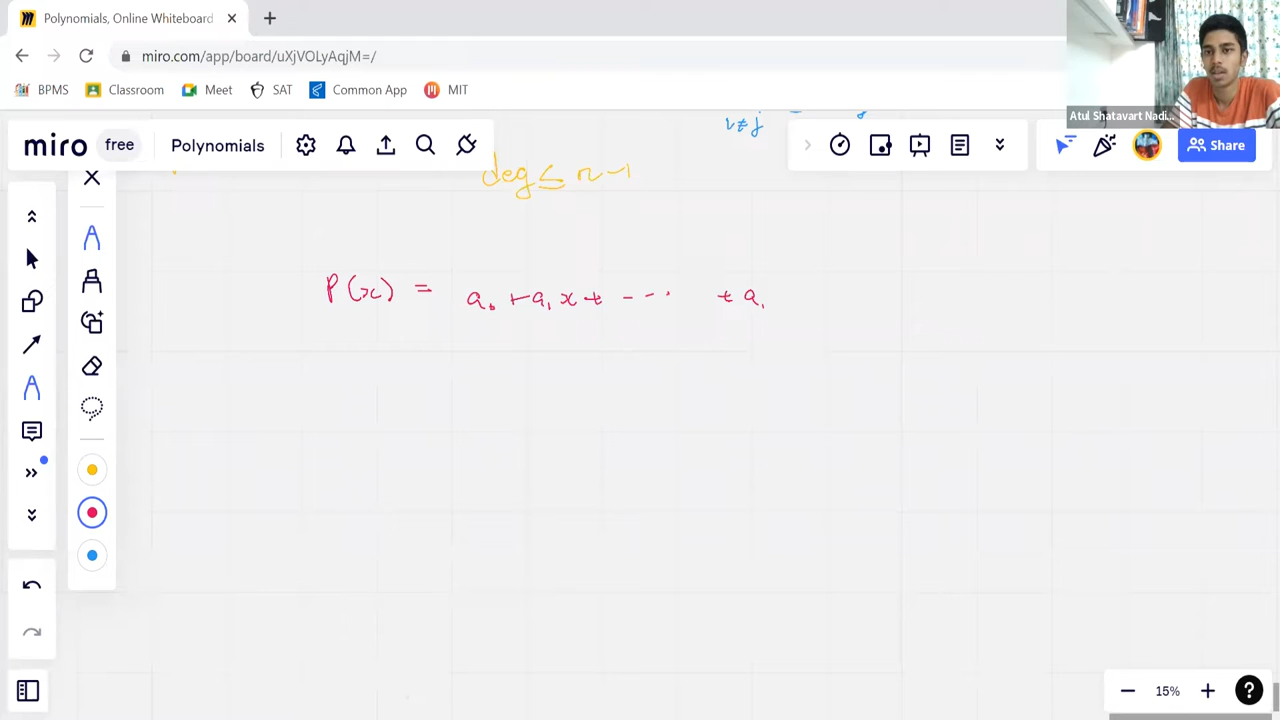 Polynomials, Online Whiteboard
miro.com/app/board/uXjVOLyAqjM=/
BPMS Classroom Meet SAT Common App MIT
Atul Shatavart Nadi...
i≠j
miro free Polynomials Share
deg ≤ n-1
P(x) = a₀ + a₁x + - - - + a₁
15%